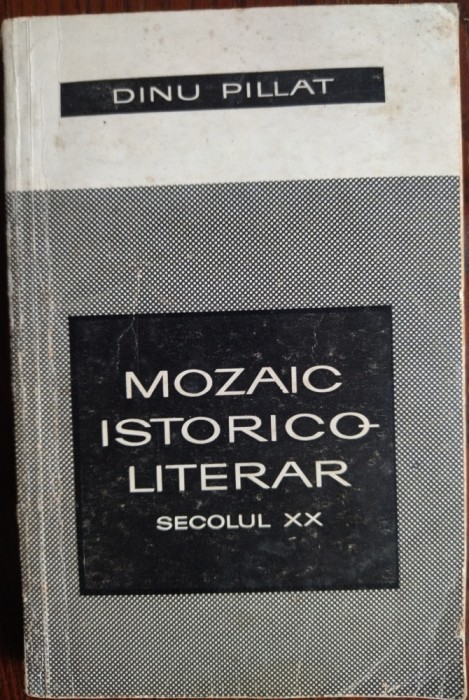 DINU PILLAT
MOZAIC
ISTORICO-
LITERAR
SECOLUL XX